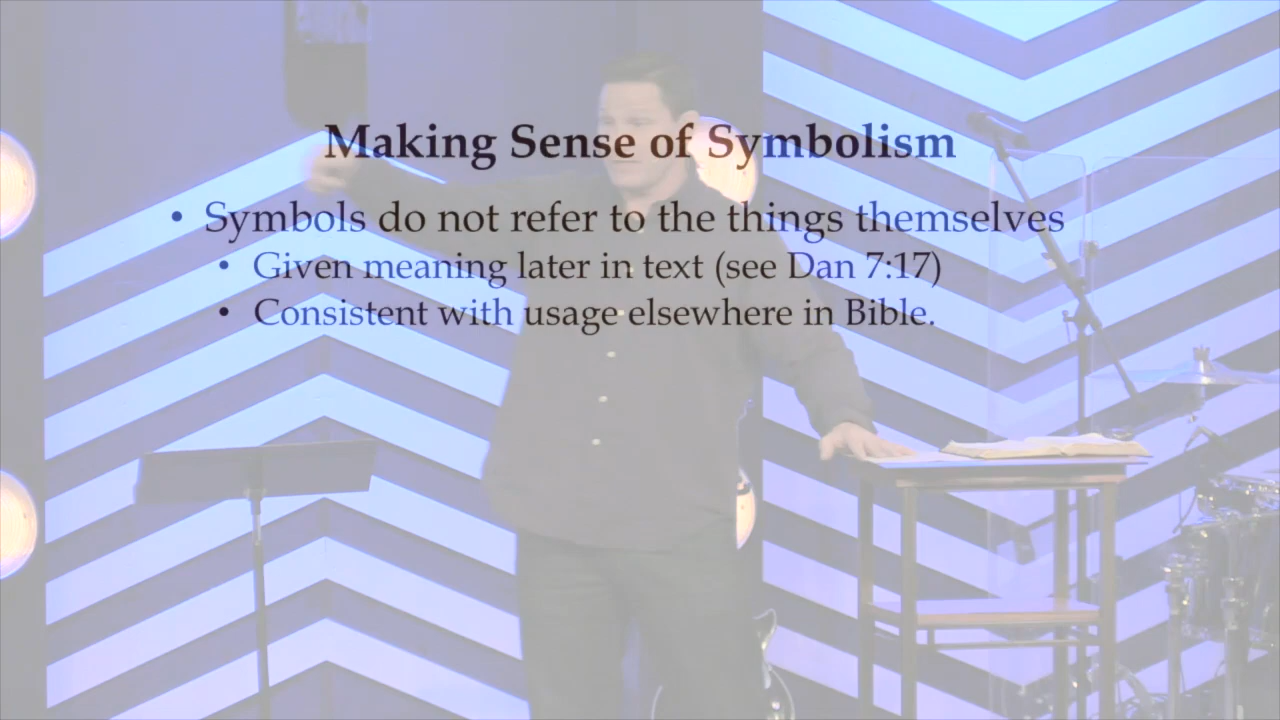 Making Sense of Symbolism
• Symbols do not refer to the things themselves
• Given meaning later in text (see Dan 7:17)
• Consistent with usage elsewhere in Bible.